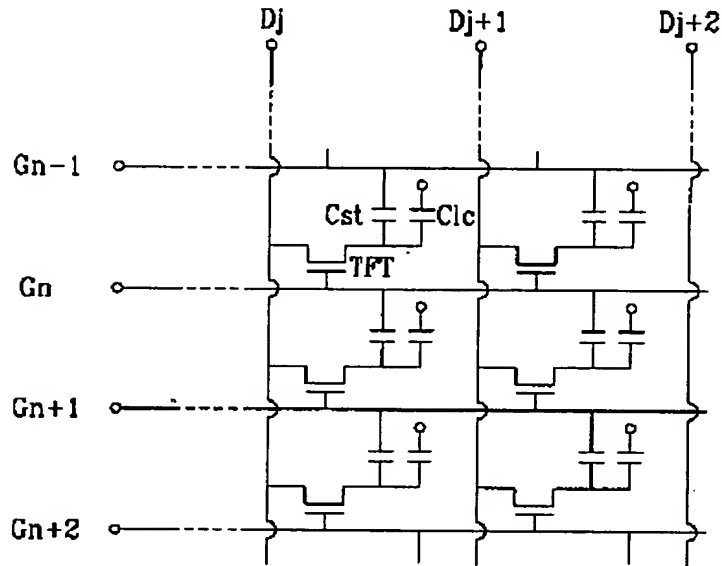 Dj Dj+1 Dj+2
Gn-1
Cst Clc
TFT
Gn
Gn+1
Gn+2